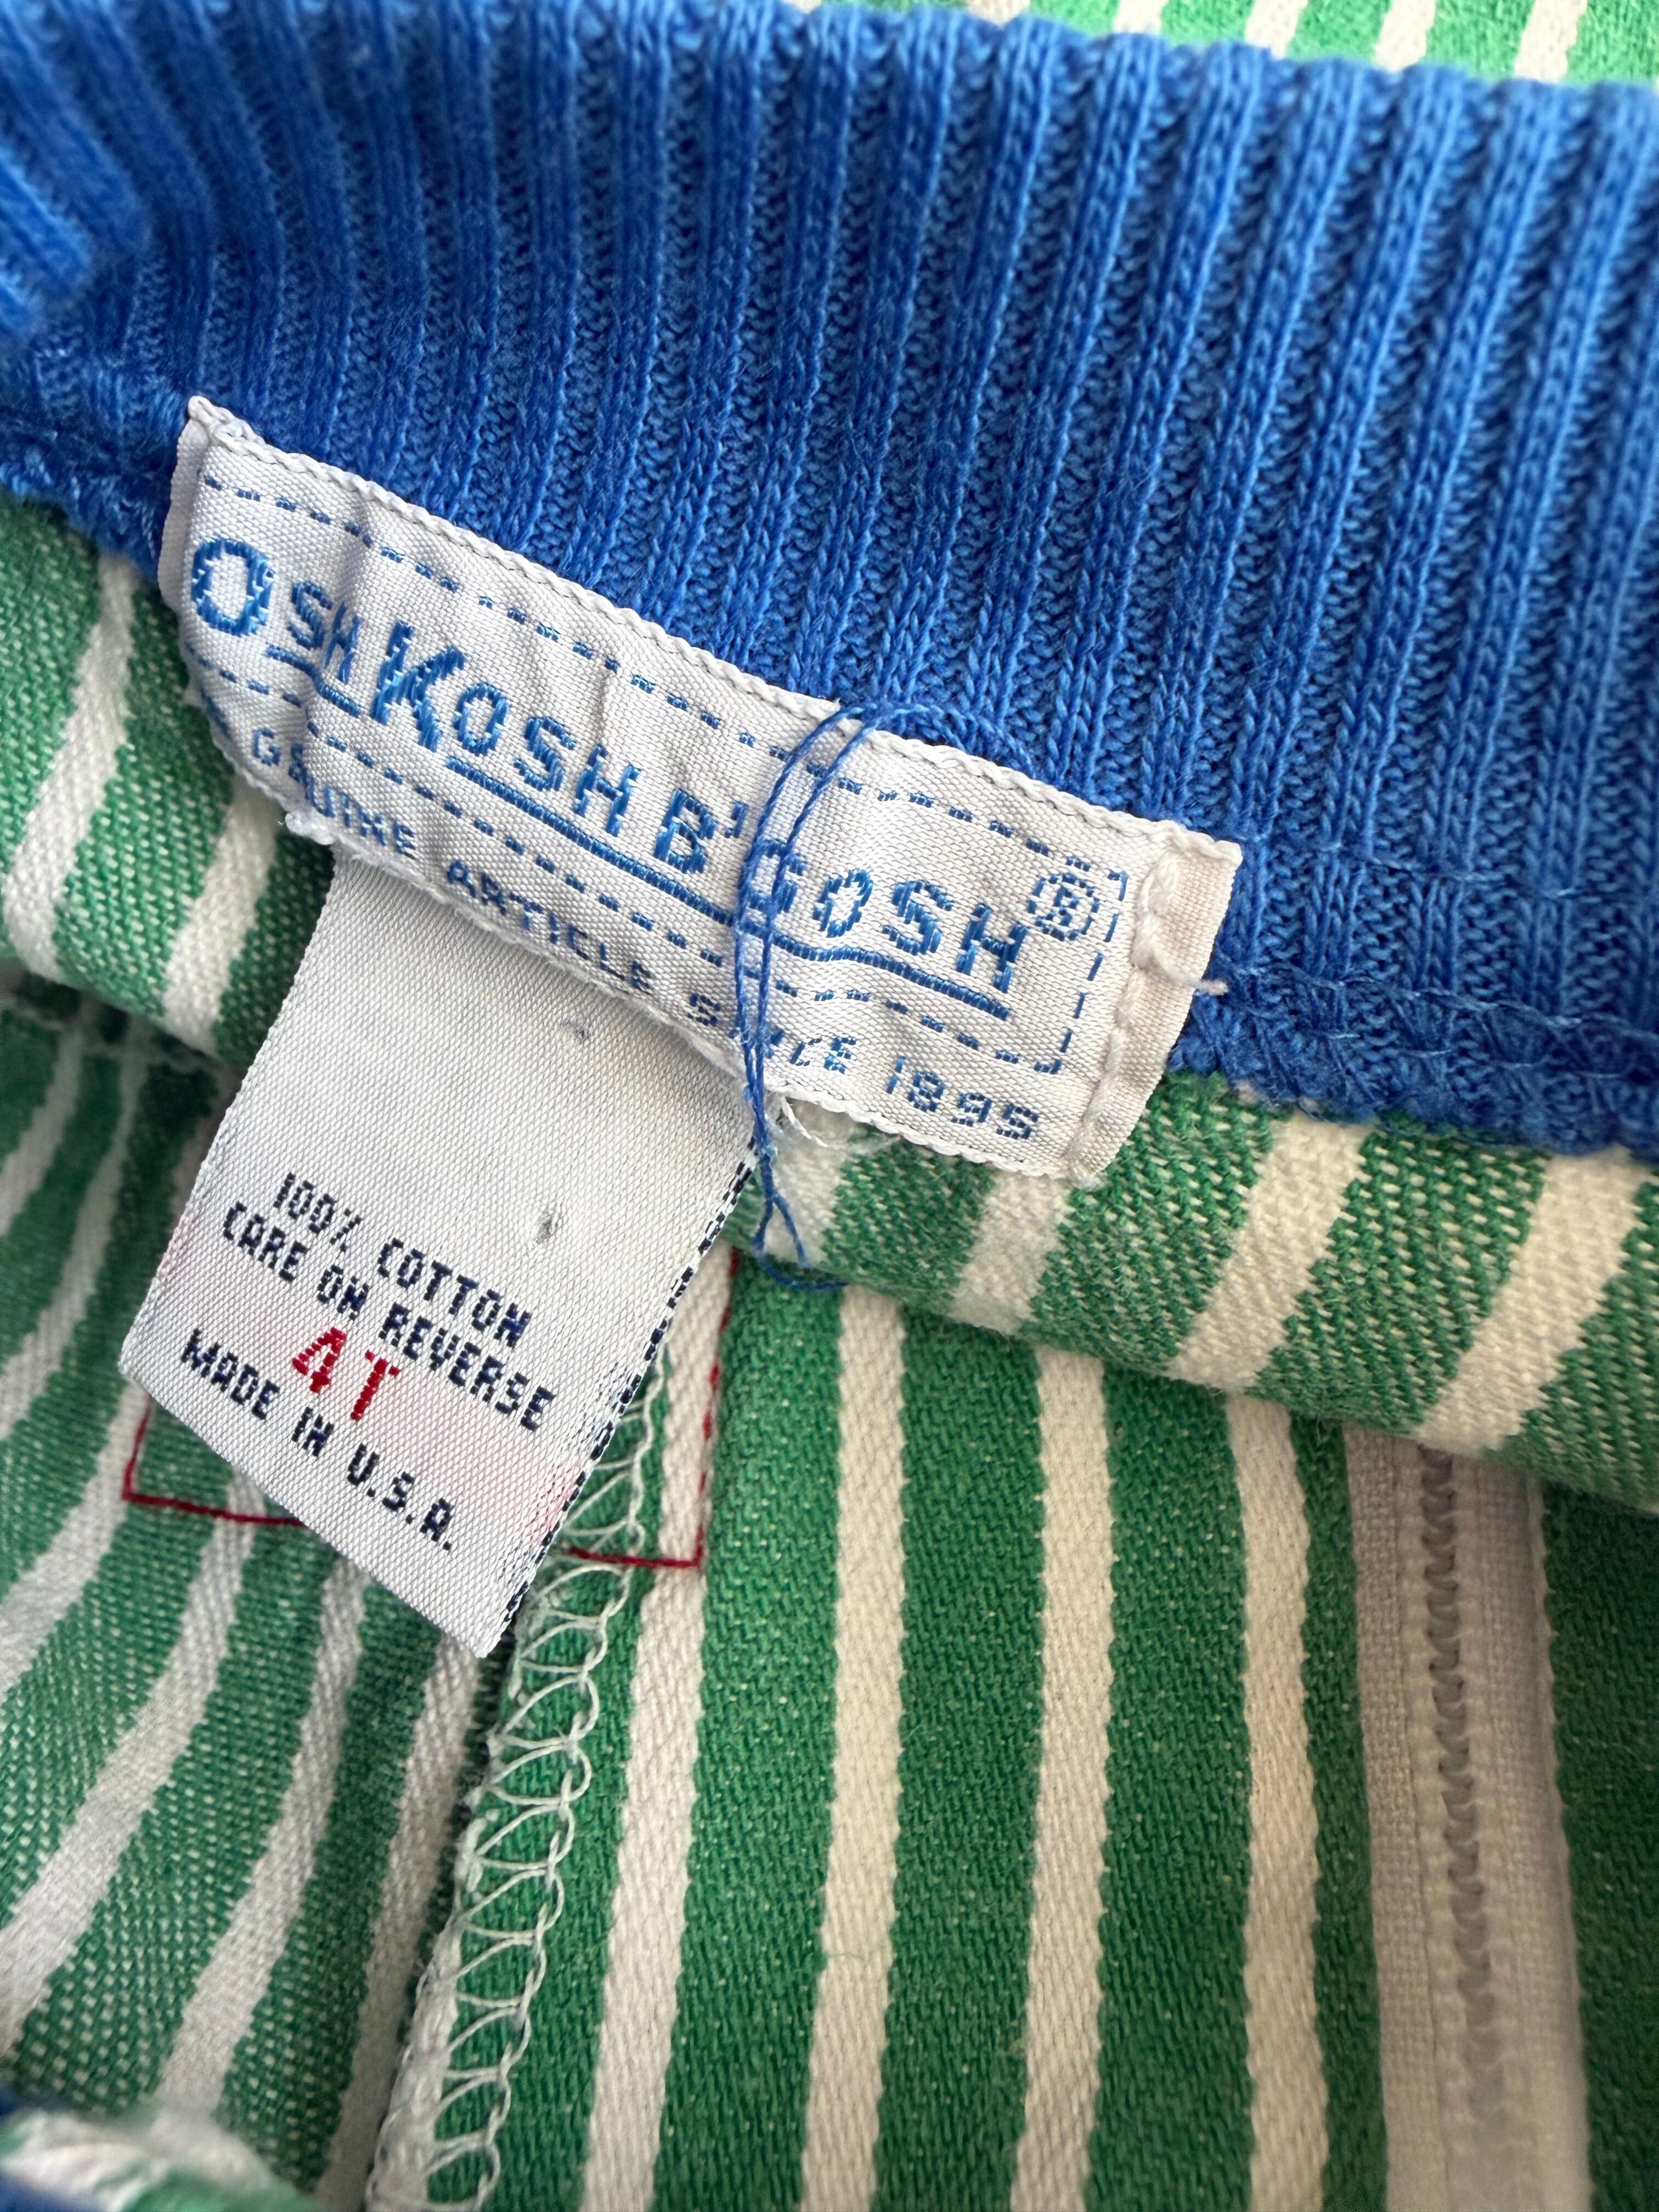 OSHKOSH B'GOSH®
GENUINE ARTICLE SINCE 1895
100% COTTON
CARE ON REVERSE
4T
MADE IN U.S.A.